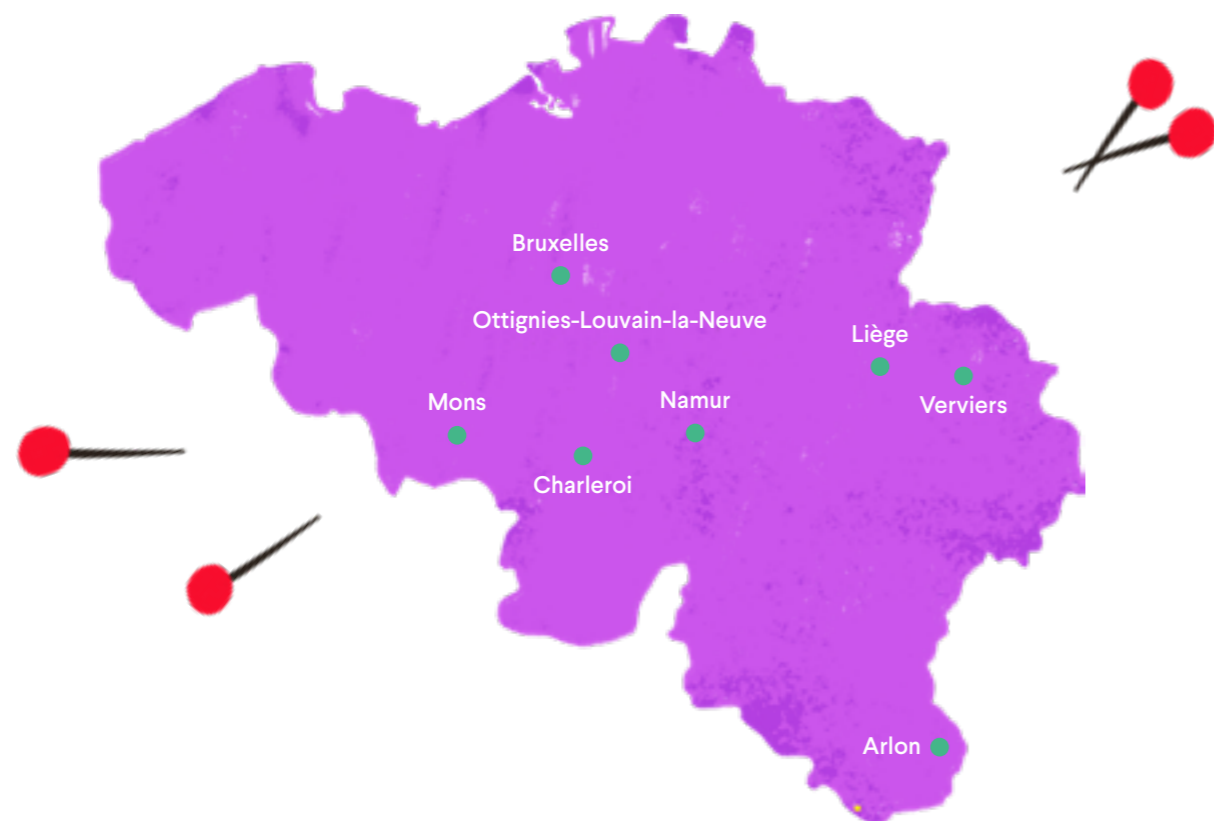 Bruxelles
Ottignies-Louvain-la-Neuve
Liège
Mons
Namur
Verviers
Charleroi
Arlon